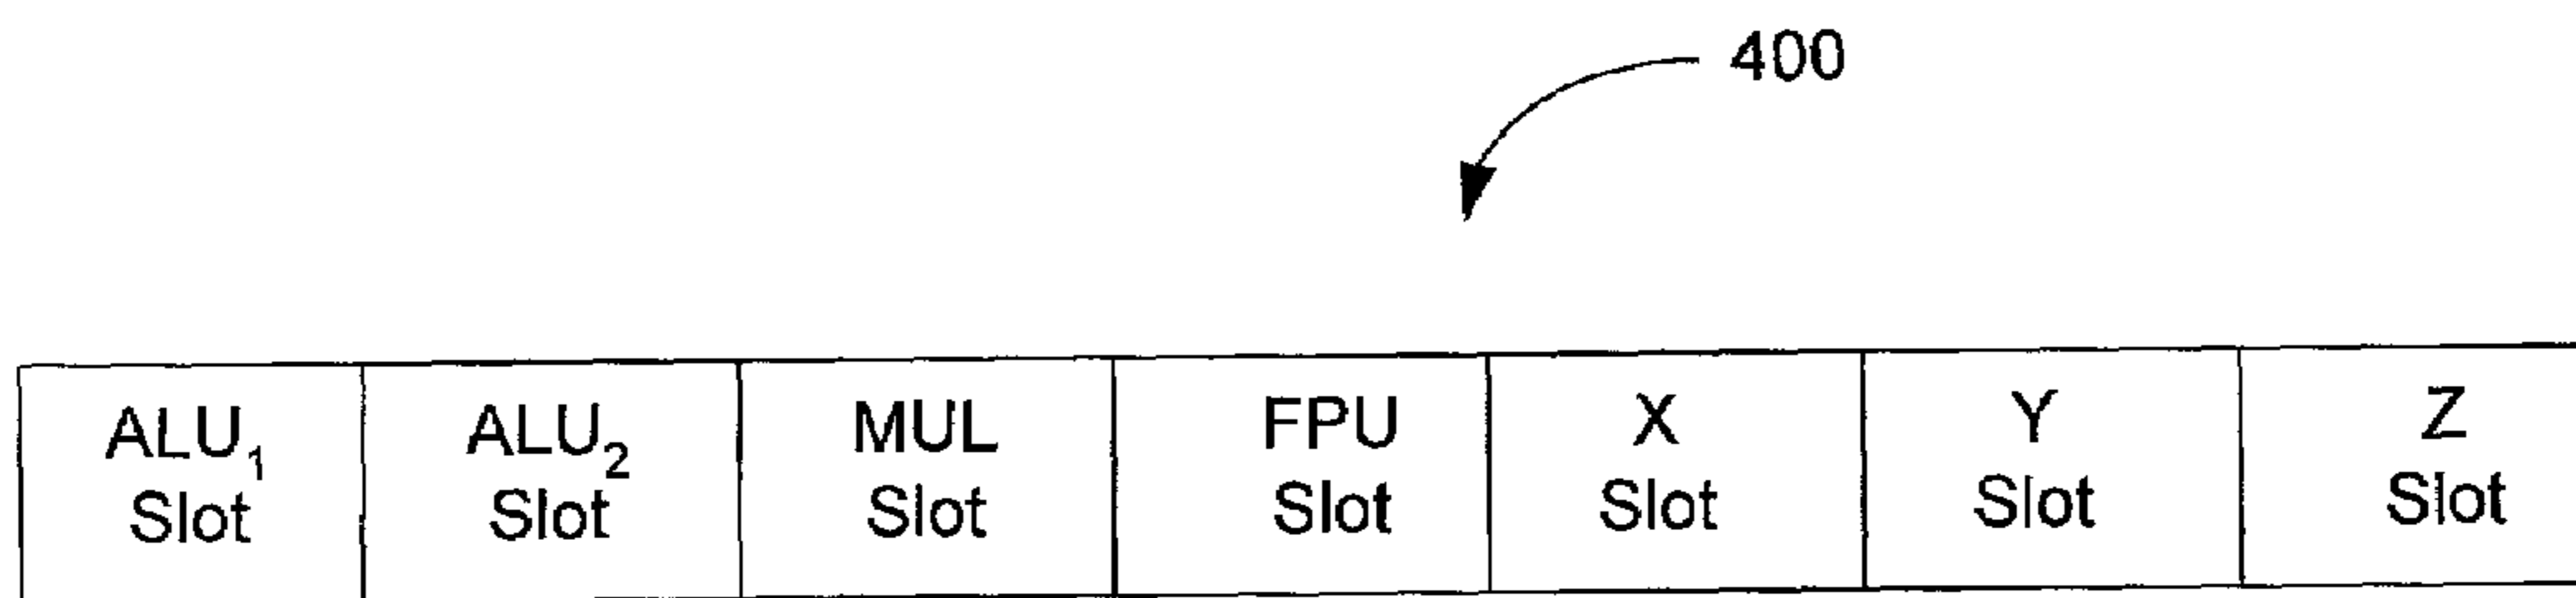 400
ALU₁ ALU₂ MUL FPU X Y Z
Slot Slot Slot Slot Slot Slot Slot